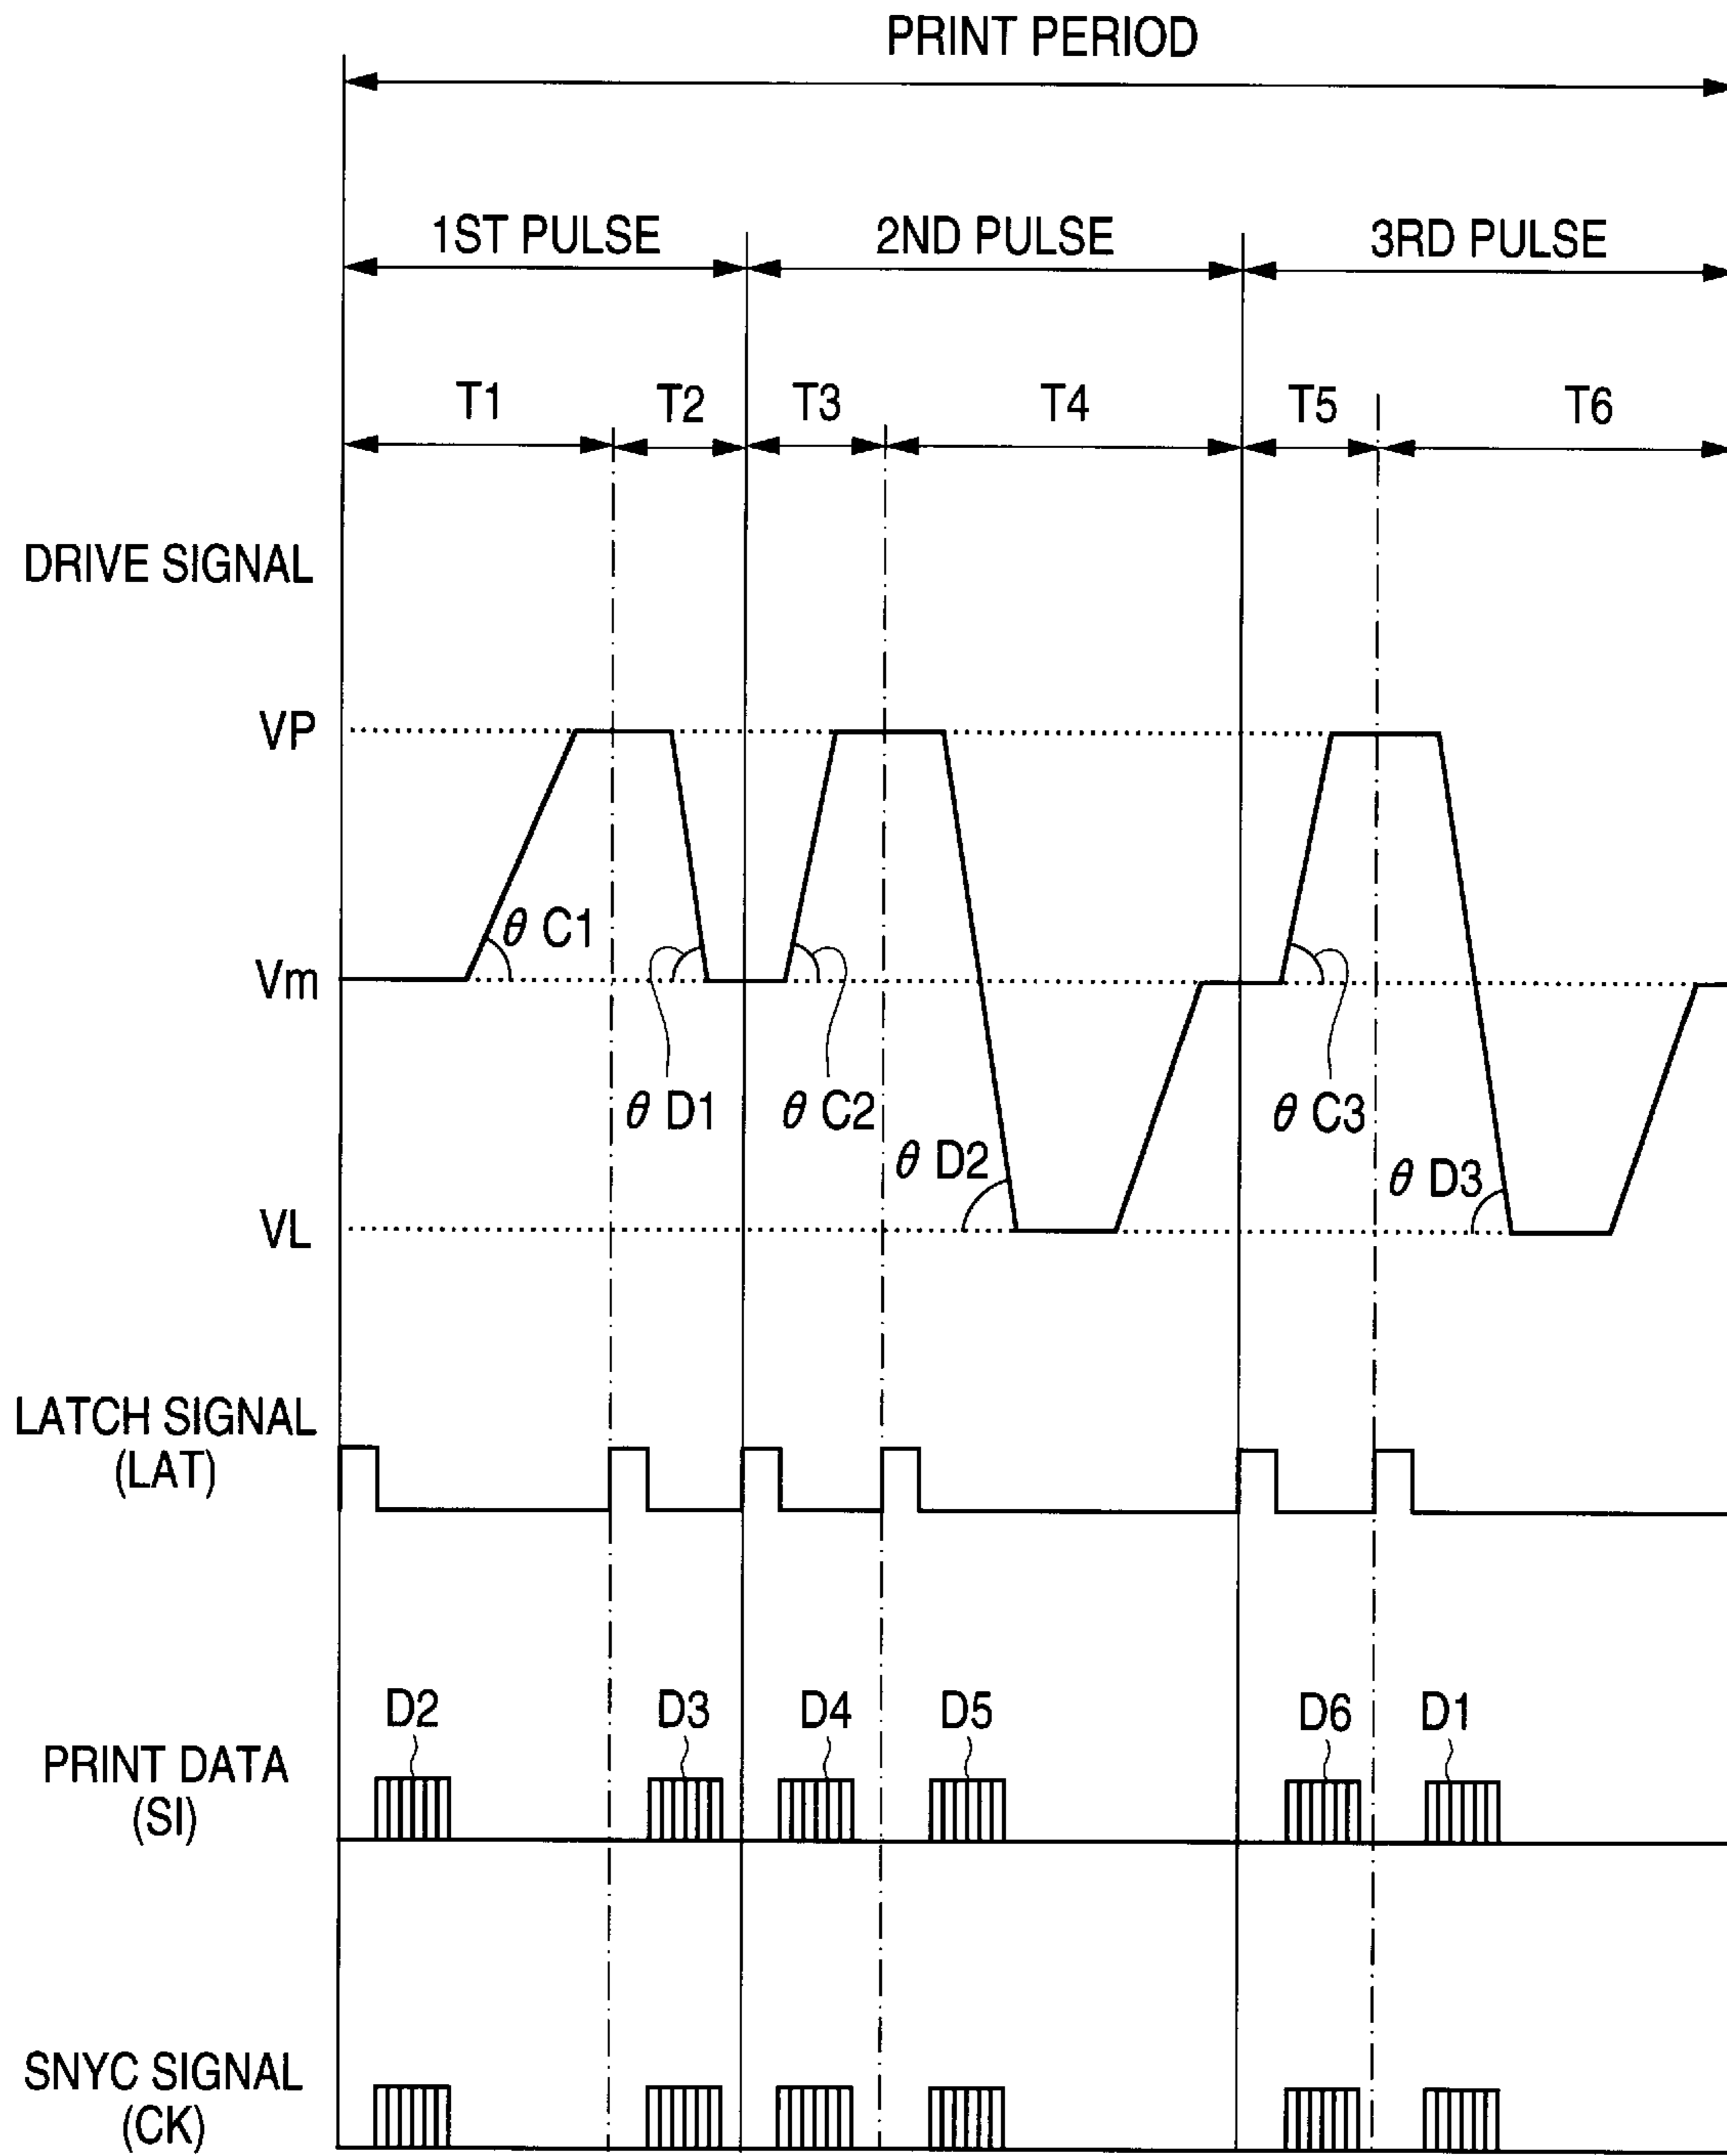 PRINT PERIOD
1ST PULSE
2ND PULSE
3RD PULSE
T1
T2
T3
T4
T5
T6
DRIVE SIGNAL
VP
θ C1
Vm
θ D1
θ C2
θ C3
θ D2
θ D3
VL
LATCH SIGNAL
(LAT)
D2
D3
D4
D5
D6
D1
PRINT DATA
(SI)
SNYC SIGNAL
(CK)